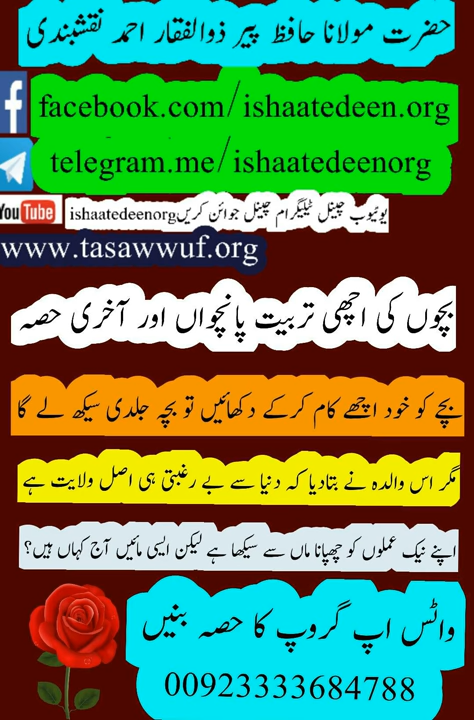 حضرت مولانا حافظ پیر ذوالفقار احمد نقشبندی
facebook.com/ishaatedeen.org
telegram.me/ishaatedeenorg
You Tube ishaatedeenorg یوٹیوب چینل ٹیلیگرام چینل جوائن کریں
www.tasawwuf.org
بچوں کی اچھی تربیت پانچواں اور آخری حصہ
بچے کو خود اچھے کام کرکے دکھائیں تو بچہ جلدی سیکھ لے گا
مگر اس والدہ نے بتادیا کہ دنیا سے بے رغبتی ہی اصل ولایت ہے
اپنے نیک عملوں کو چھپانا ماں سے سیکھا ہے لیکن ایسی مائیں آج کہاں ہیں؟
واٹس اپ گروپ کا حصہ بنیں
00923333684788